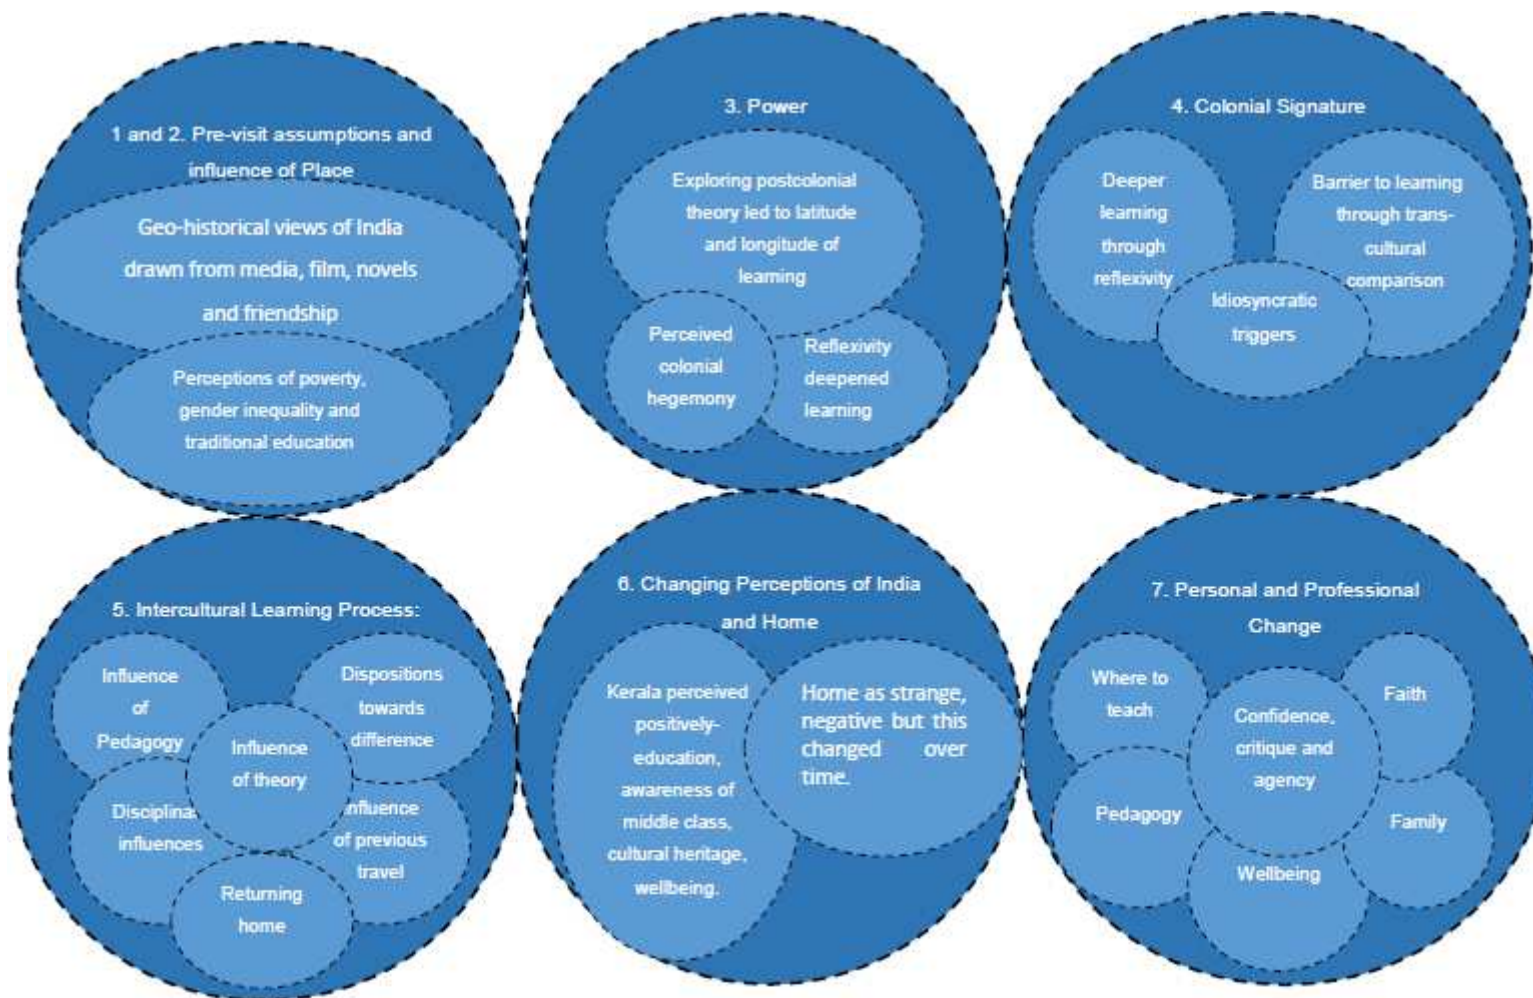 1 and 2. Pre-visit assumptions and
influence of Place
Geo-historical views of India
drawn from media, film, novels
and friendship
Perceptions of poverty,
gender inequality and
traditional education
3. Power
Exploring postcolonial
theory led to latitude
and longitude of
learning
Perceived
colonial
hegemony
Reflexivity
deepened
learning
4. Colonial Signature
Deeper
learning
through
reflexivity
Barrier to learning
through trans-
cultural
comparison
Idiosyncratic
triggers
5. Intercultural Learning Process:
Influence
of
Pedagogy
Dispositions
towards
difference
Influence
of theory
Disciplina
influences
nfluence
of previous
travel
Returning
home
6. Changing Perceptions of India
and Home
Kerala perceived
positively-
education,
awareness of
middle class,
cultural heritage,
wellbeing.
Home as strange,
negative but this
changed over
time.
7. Personal and Professional
Change
Where to
teach
Confidence,
critique and
agency
Faith
Pedagogy
Family
Wellbeing